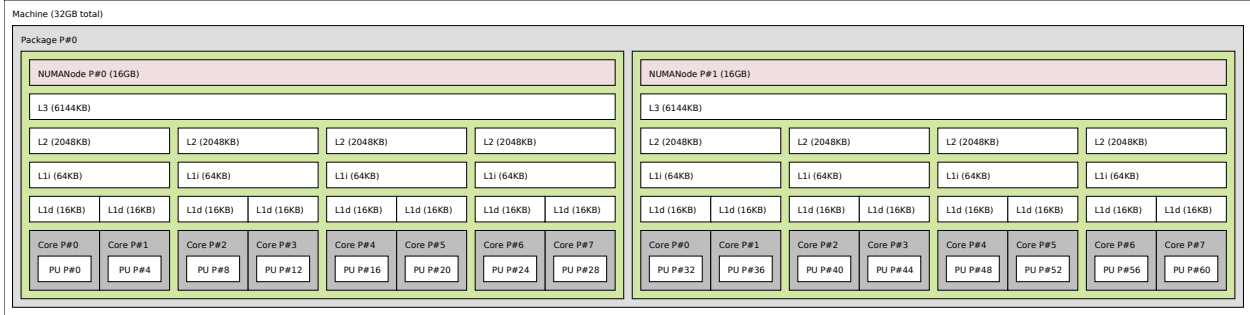 Machine (32GB total)
Package P#0
NUMANode P#0 (16GB) NUMANode P#1 (16GB)
L3 (6144KB) L3 (6144KB)
L2 (2048KB) L2 (2048KB) L2 (2048KB) L2 (2048KB) L2 (2048KB) L2 (2048KB) L2 (2048KB) L2 (2048KB)
L1i (64KB) L1i (64KB) L1i (64KB) L1i (64KB) L1i (64KB) L1i (64KB) L1i (64KB) L1i (64KB)
L1d (16KB) L1d (16KB) L1d (16KB) L1d (16KB) L1d (16KB) L1d (16KB) L1d (16KB) L1d (16KB) L1d (16KB) L1d (16KB) L1d (16KB) L1d (16KB) L1d (16KB) L1d (16KB) L1d (16KB) L1d (16KB)
Core P#0 Core P#1 Core P#2 Core P#3 Core P#4 Core P#5 Core P#6 Core P#7 Core P#0 Core P#1 Core P#2 Core P#3 Core P#4 Core P#5 Core P#6 Core P#7
PU P#0 PU P#4 PU P#8 PU P#12 PU P#16 PU P#20 PU P#24 PU P#28 PU P#32 PU P#36 PU P#40 PU P#44 PU P#48 PU P#52 PU P#56 PU P#60